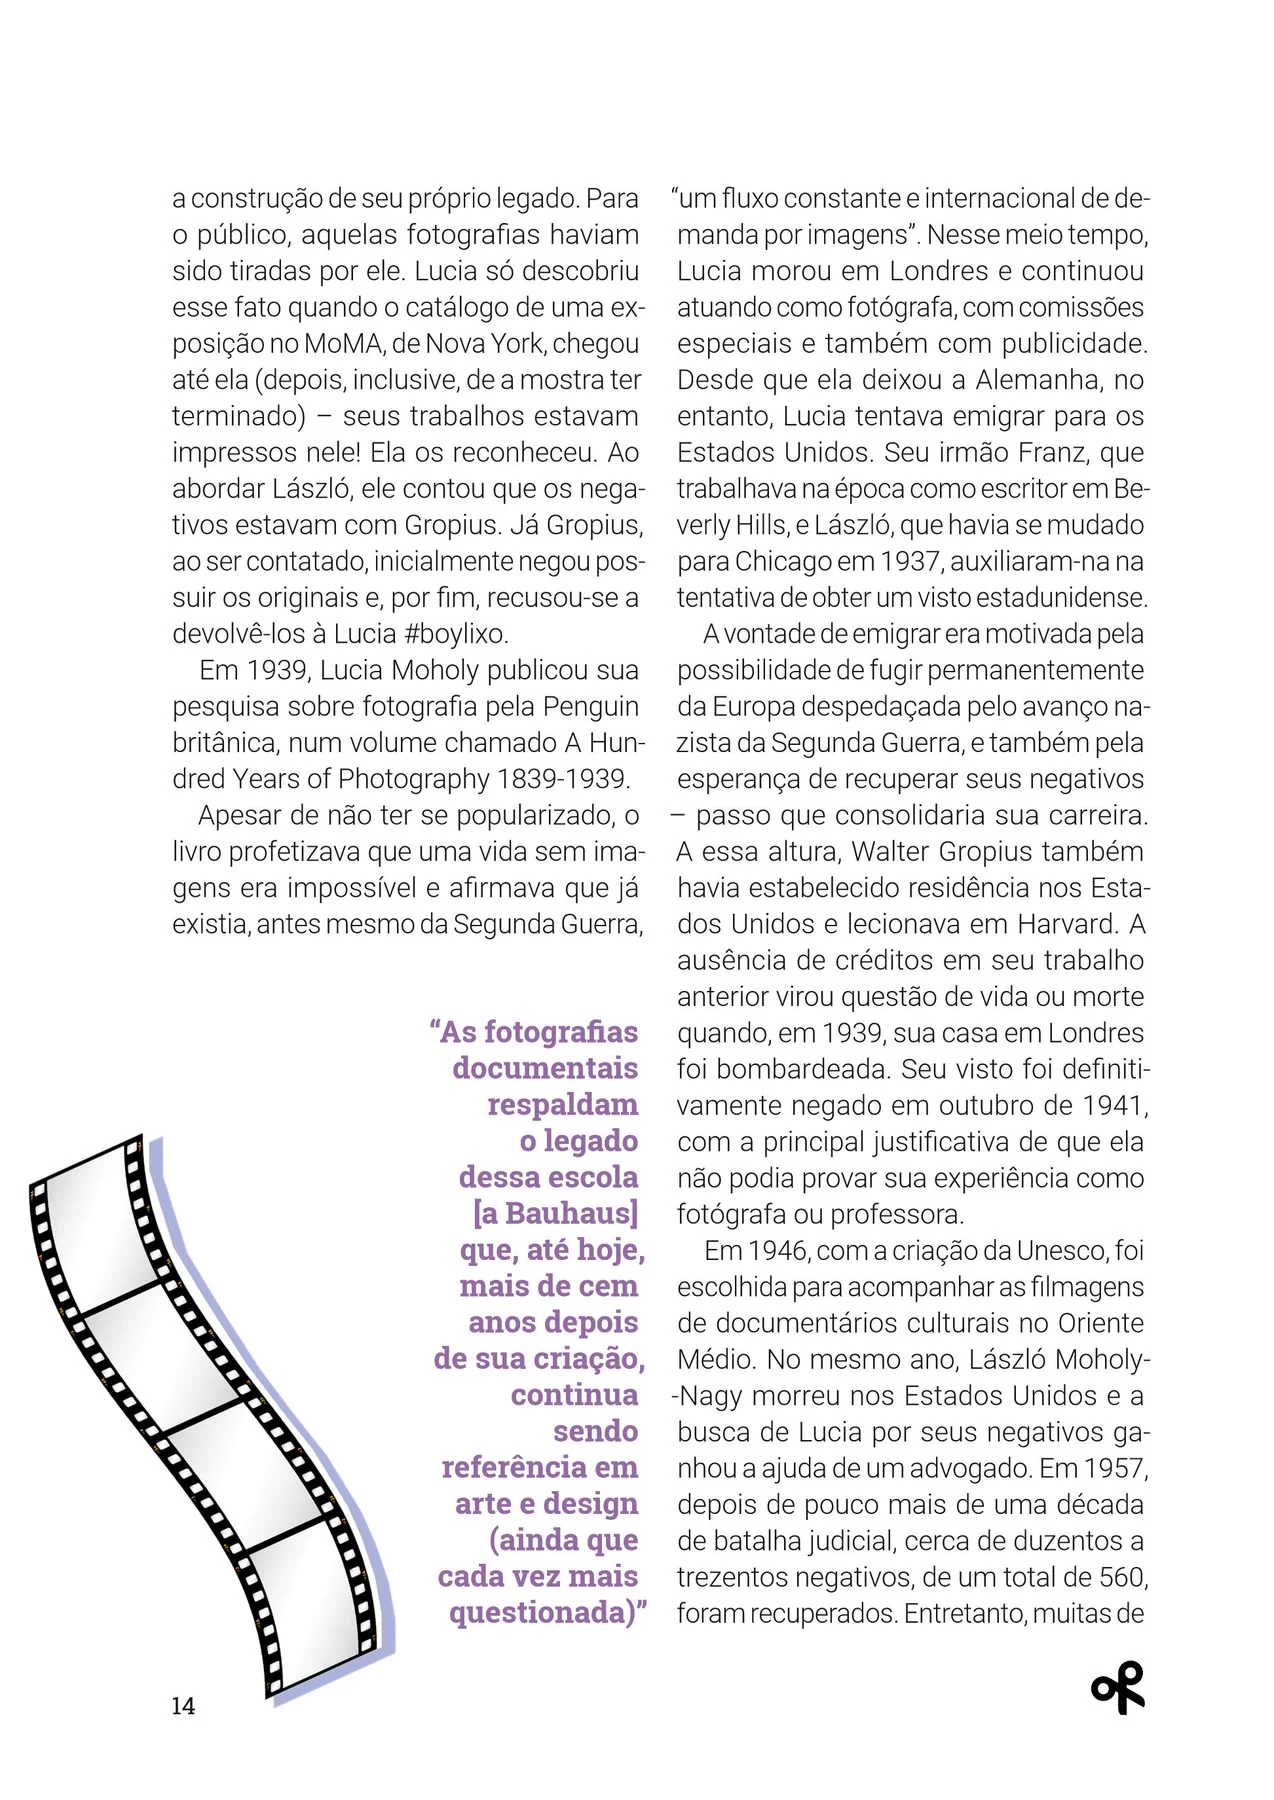 a construção de seu próprio legado. Para
o público, aquelas fotografias haviam
sido tiradas por ele. Lucia só descobriu
esse fato quando o catálogo de uma ex-
posição no MoMA, de Nova York, chegou
até ela (depois, inclusive, de a mostra ter
terminado) – seus trabalhos estavam
impressos nele! Ela os reconheceu. Ao
abordar László, ele contou que os nega-
tivos estavam com Gropius. Já Gropius,
ao ser contatado, inicialmente negou pos-
suir os originais e, por fim, recusou-se a
devolvê-los à Lucia #boylixo.
Em 1939, Lucia Moholy publicou sua
pesquisa sobre fotografia pela Penguin
britânica, num volume chamado A Hun-
dred Years of Photography 1839-1939.
Apesar de não ter se popularizado, o
livro profetizava que uma vida sem ima-
gens era impossível e afirmava que já
existia, antes mesmo da Segunda Guerra,
“As fotografias
documentais
respaldam
o legado
dessa escola
[a Bauhaus]
que, até hoje,
mais de cem
anos depois
de sua criação,
continua
sendo
referência em
arte e design
(ainda que
cada vez mais
questionada)”
“um fluxo constante e internacional de de-
manda por imagens”. Nesse meio tempo,
Lucia morou em Londres e continuou
atuando como fotógrafa, com comissões
especiais e também com publicidade.
Desde que ela deixou a Alemanha, no
entanto, Lucia tentava emigrar para os
Estados Unidos. Seu irmão Franz, que
trabalhava na época como escritor em Be-
verly Hills, e László, que havia se mudado
para Chicago em 1937, auxiliaram-na na
tentativa de obter um visto estadunidense.
A vontade de emigrar era motivada pela
possibilidade de fugir permanentemente
da Europa despedaçada pelo avanço na-
zista da Segunda Guerra, e também pela
esperança de recuperar seus negativos
– passo que consolidaria sua carreira.
A essa altura, Walter Gropius também
havia estabelecido residência nos Esta-
dos Unidos e lecionava em Harvard. A
ausência de créditos em seu trabalho
anterior virou questão de vida ou morte
quando, em 1939, sua casa em Londres
foi bombardeada. Seu visto foi definiti-
vamente negado em outubro de 1941,
com a principal justificativa de que ela
não podia provar sua experiência como
fotógrafa ou professora.
Em 1946, com a criação da Unesco, foi
escolhida para acompanhar as filmagens
de documentários culturais no Oriente
Médio. No mesmo ano, László Moholy-
-Nagy morreu nos Estados Unidos e a
busca de Lucia por seus negativos ga-
nhou a ajuda de um advogado. Em 1957,
depois de pouco mais de uma década
de batalha judicial, cerca de duzentos a
trezentos negativos, de um total de 560,
foram recuperados. Entretanto, muitas de
14